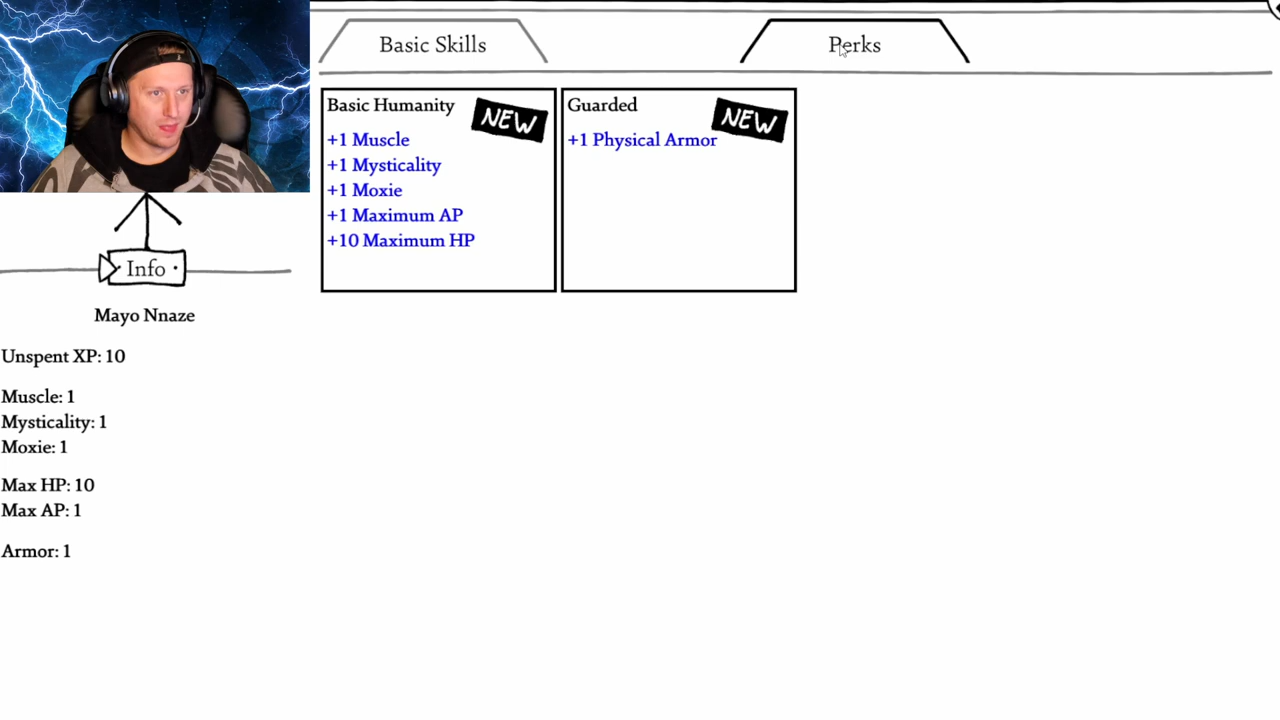 Basic Skills
Perks
Basic Humanity
NEW
+1 Muscle
+1 Mysticality
+1 Moxie
+1 Maximum AP
+10 Maximum HP
Guarded
NEW
+1 Physical Armor
· Info ·
Mayo Nnaze
Unspent XP: 10
Muscle: 1
Mysticality: 1
Moxie: 1
Max HP: 10
Max AP: 1
Armor: 1